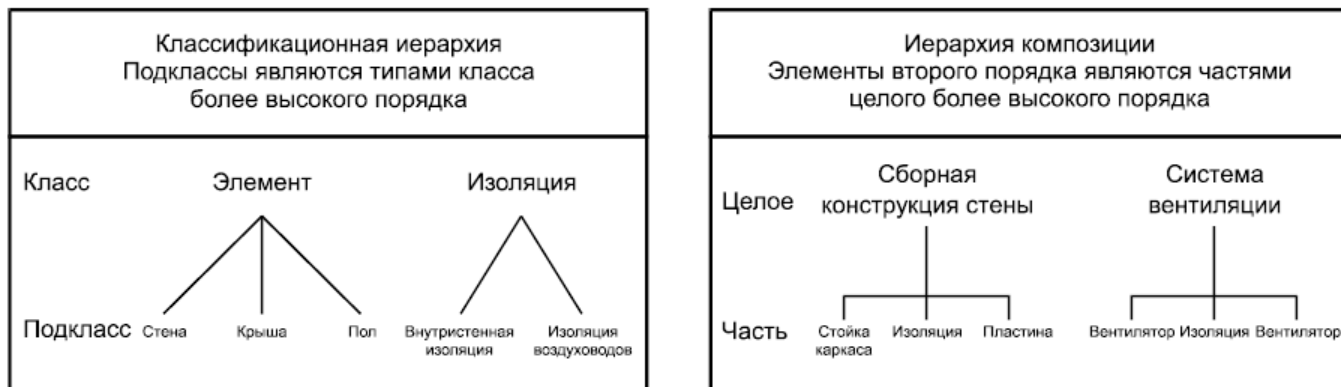 Классификационная иерархия
Подклассы являются типами класса
более высокого порядка
Класс
Элемент
Изоляция
Подкласс
Стена
Крыша
Пол
Внутристенная
изоляция
Изоляция
воздуховодов
Иерархия композиции
Элементы второго порядка являются частями
целого более высокого порядка
Целое
Сборная
конструкция стены
Система
вентиляции
Часть
Стойка
каркаса
Изоляция
Пластина
Вентилятор
Изоляция
Вентилятор